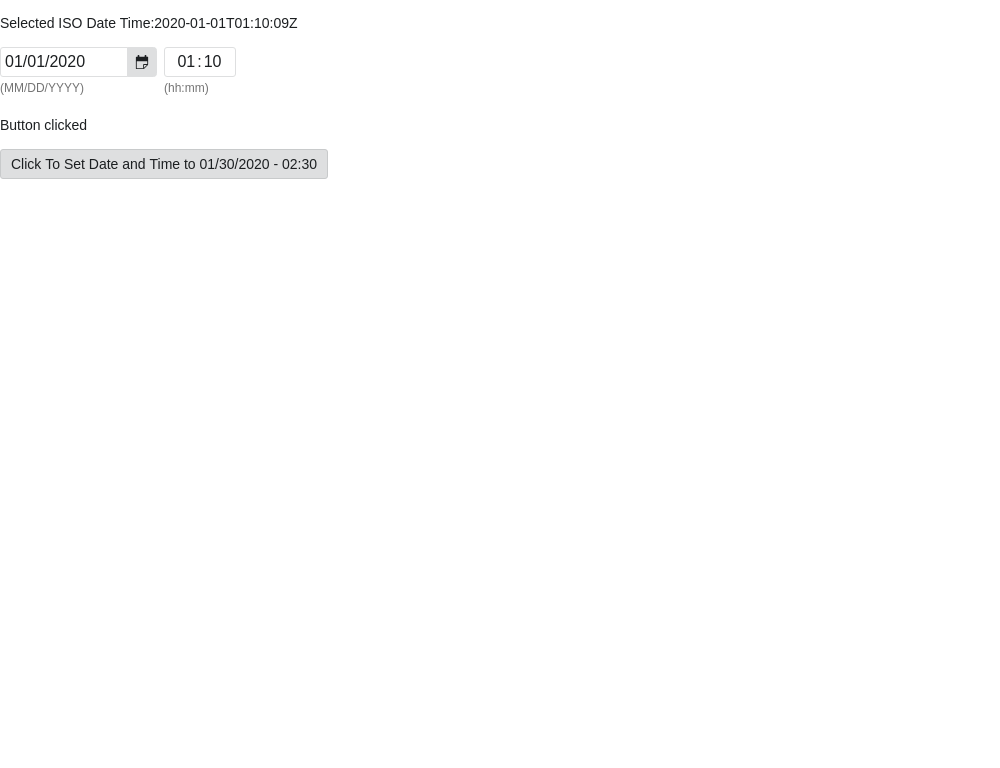 Selected ISO Date Time:2020-01-01T01:10:09Z
01/01/2020 01:10
(MM/DD/YYYY) (hh:mm)
Button clicked
Click To Set Date and Time to 01/30/2020 - 02:30